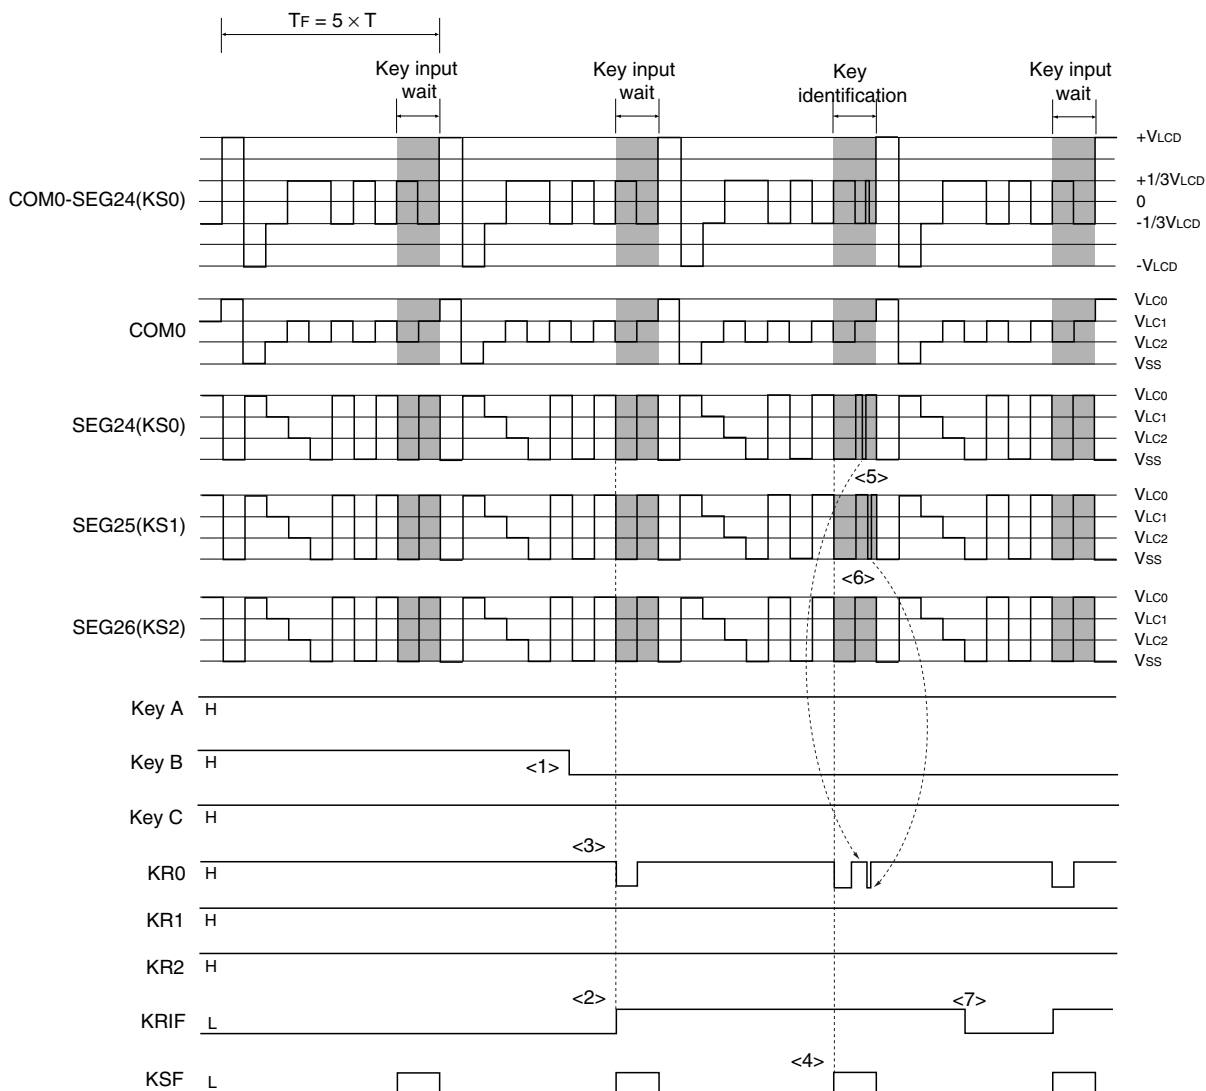 TF = 5 × T
Key input
wait
Key input
wait
Key
identification
Key input
wait
COM0-SEG24(KS0)
+VLCD
+1/3VLCD
0
-1/3VLCD
-VLCD
COM0
VLC0
VLC1
VLC2
VSS
SEG24(KS0)
VLC0
VLC1
VLC2
VSS
<5>
SEG25(KS1)
VLC0
VLC1
VLC2
VSS
<6>
SEG26(KS2)
VLC0
VLC1
VLC2
VSS
Key A H
Key B H
<1>
Key C H
<3>
KR0 H
KR1 H
KR2 H
<2>
<7>
KRIF L
<4>
KSF L